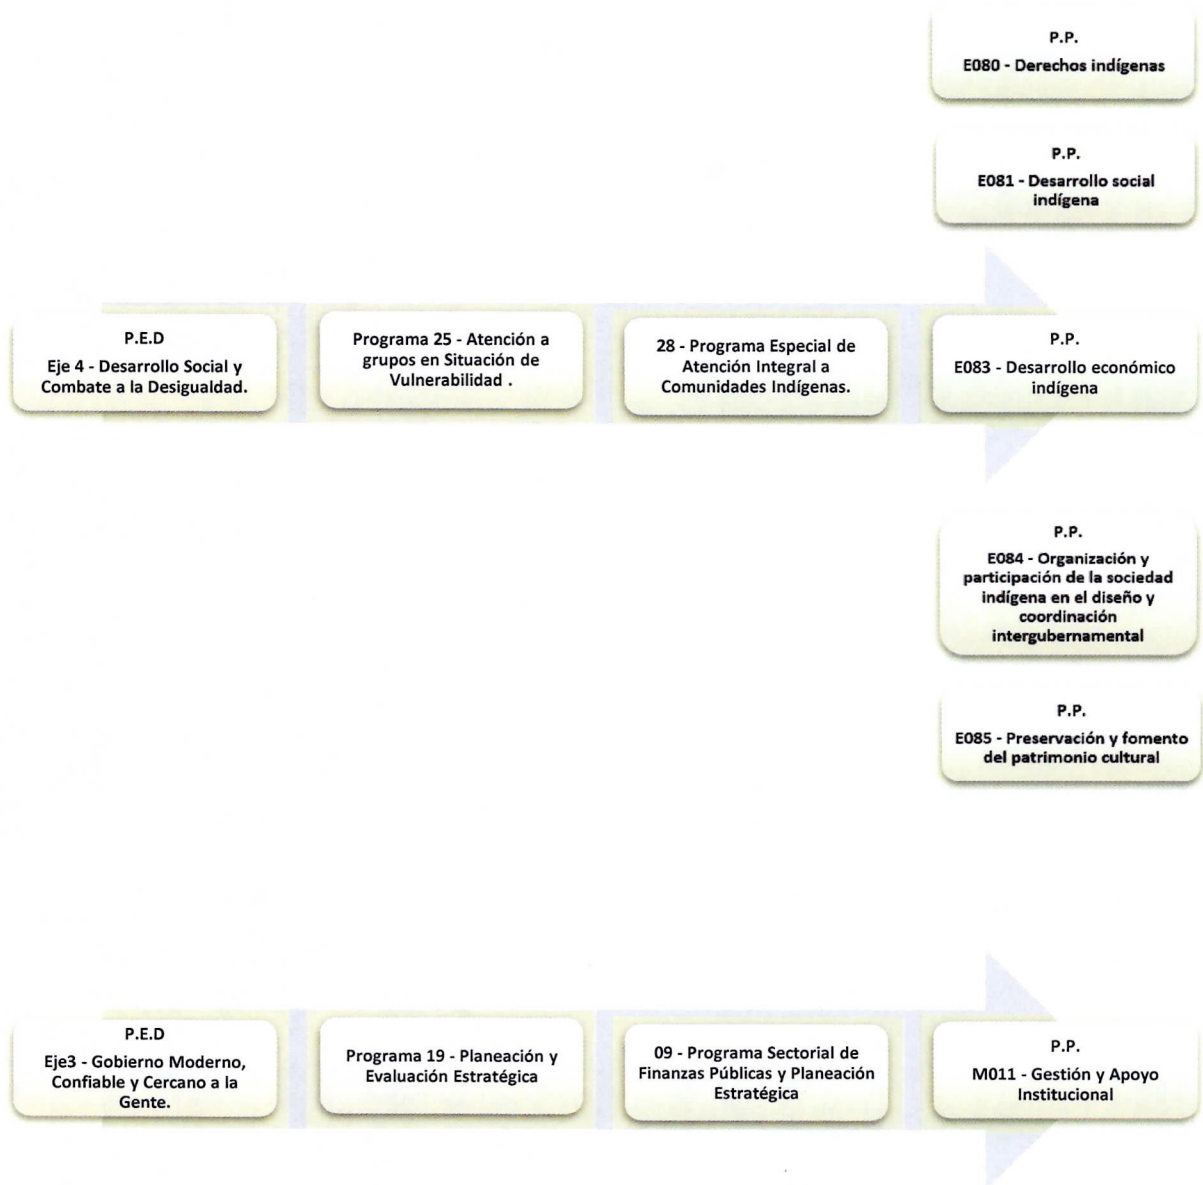 P.P.
E080 - Derechos indígenas
P.P.
E081 - Desarrollo social
indígena
P.E.D
Eje 4 - Desarrollo Social y
Combate a la Desigualdad.
Programa 25 - Atención a
grupos en Situación de
Vulnerabilidad .
28 - Programa Especial de
Atención Integral a
Comunidades Indígenas.
P.P.
E083 - Desarrollo económico
indígena
P.P.
E084 - Organización y
participación de la sociedad
indígena en el diseño y
coordinación
intergubernamental
P.P.
E085 - Preservación y fomento
del patrimonio cultural
P.E.D
Eje3 - Gobierno Moderno,
Confiable y Cercano a la
Gente.
Programa 19 - Planeación y
Evaluación Estratégica
09 - Programa Sectorial de
Finanzas Públicas y Planeación
Estratégica
P.P.
M011 - Gestión y Apoyo
Institucional